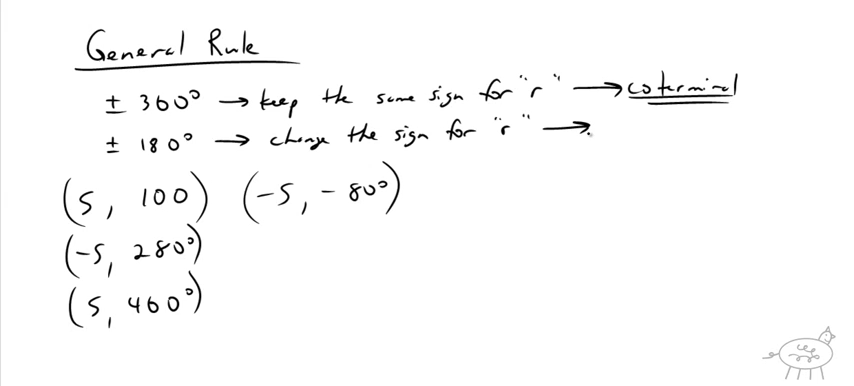 General Rule
± 360° → keep the same sign for "r" → coterminal
± 180° → change the sign for "r" →
(5, 100) (-5, -80°)
(-5, 280°)
(5, 460°)